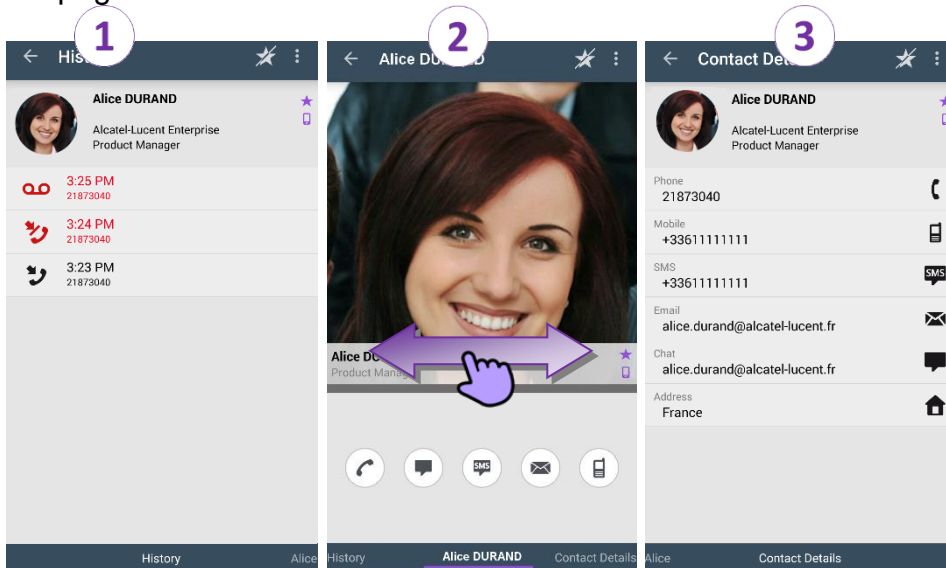 1
His
Alice DURAND
Alcatel-Lucent Enterprise
Product Manager
3:25 PM
21873040
3:24 PM
21873040
3:23 PM
21873040
History
Alice
2
Alice DU
D
Alice DU
Product Mana
SMS
History
Alice DURAND
Contact Details
3
Contact Det
Alice DURAND
Alcatel-Lucent Enterprise
Product Manager
Phone
21873040
Mobile
+33611111111
SMS
+33611111111
SMS
Email
alice.durand@alcatel-lucent.fr
Chat
alice.durand@alcatel-lucent.fr
Address
France
Alice
Contact Details